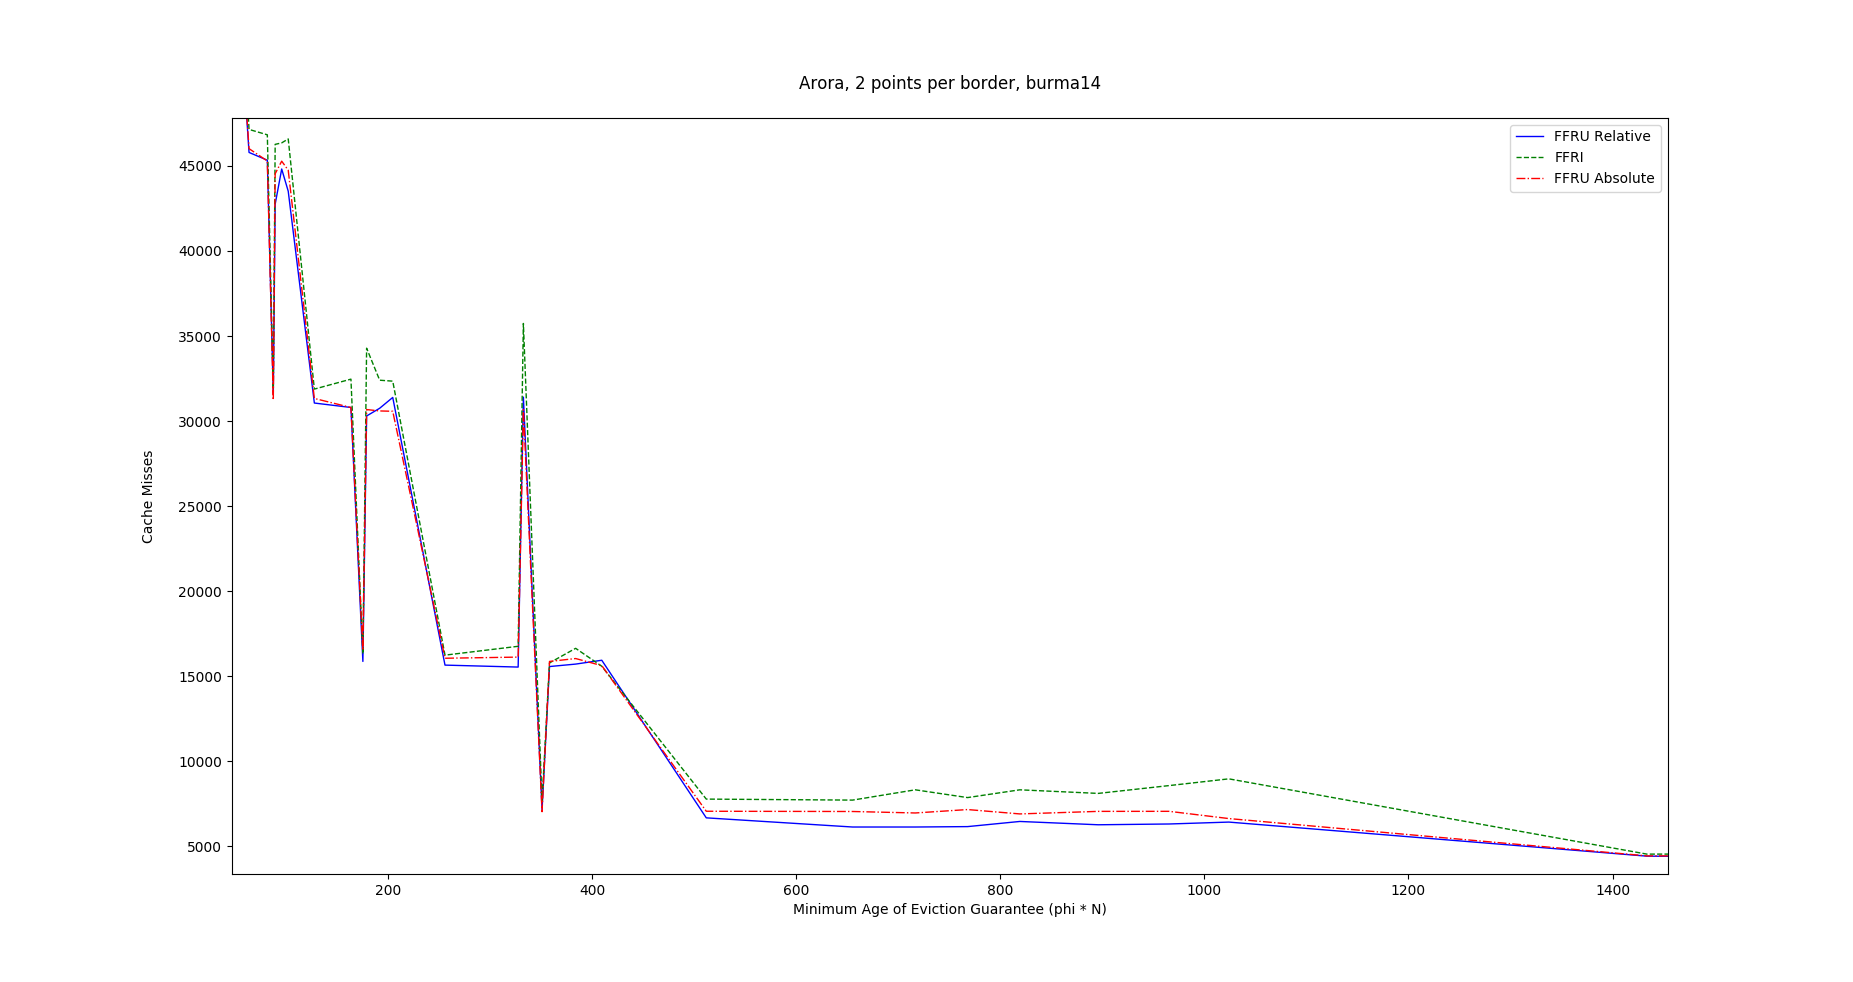 Arora, 2 points per border, burma14
FFRU Relative
FFRI
FFRU Absolute
45000
40000
35000
30000
25000
20000
15000
10000
5000
Cache Misses
200 400 600 800 1000 1200 1400
Minimum Age of Eviction Guarantee (phi * N)